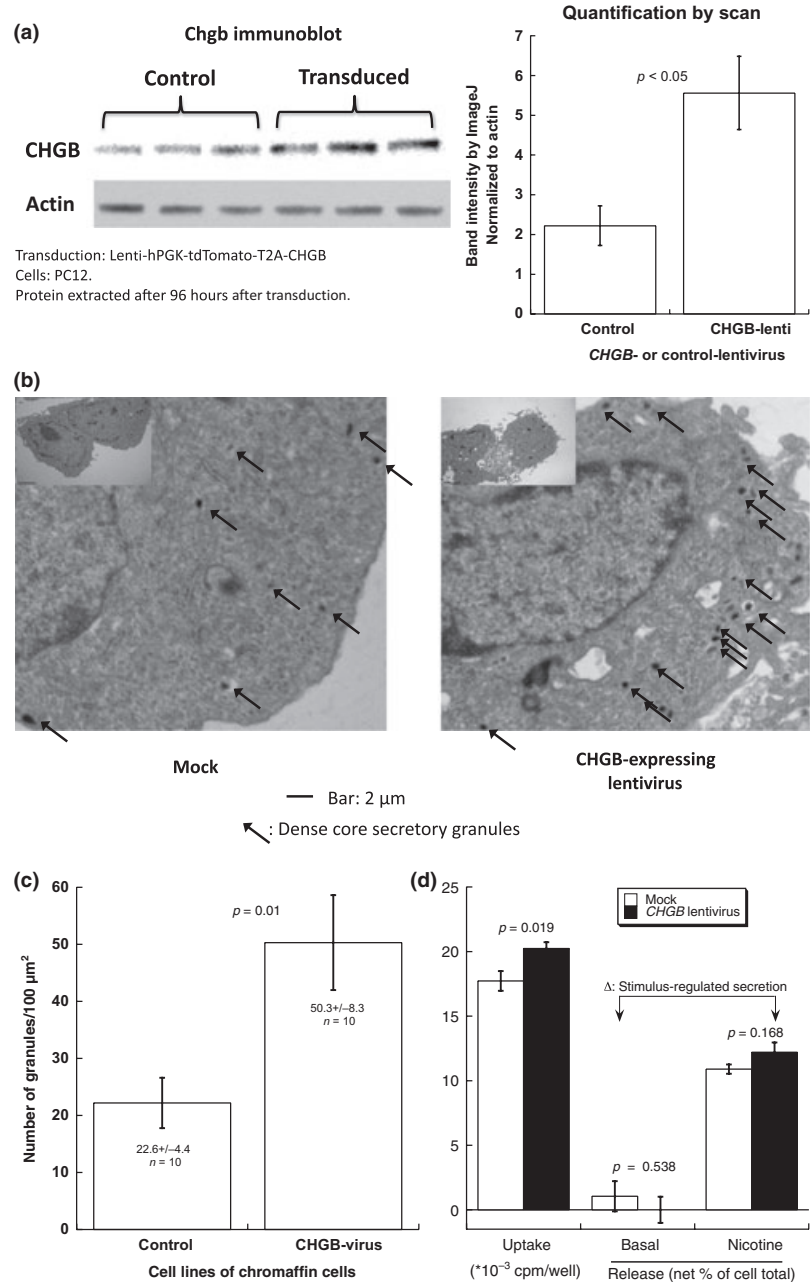 (a)
Chgb immunoblot
Control
Transduced
CHGB
Actin
Transduction: Lenti-hPGK-tdTomato-T2A-CHGB
Cells: PC12.
Protein extracted after 96 hours after transduction.
Quantification by scan
Band intensity by ImageJ
Normalized to actin
7
6
5
4
3
2
1
0
p < 0.05
Control
CHGB-lenti
CHGB- or control-lentivirus
(b)
Mock
CHGB-expressing
lentivirus
Bar: 2 μm
: Dense core secretory granules
(c)
Number of granules/100 μm²
60
50
40
30
20
10
0
p = 0.01
22.6+/–4.4
n = 10
50.3+/–8.3
n = 10
Control
CHGB-virus
Cell lines of chromaffin cells
(d)
25
20
15
10
5
0
Mock
CHGB lentivirus
p = 0.019
Δ: Stimulus-regulated secretion
p = 0.168
p = 0.538
Uptake
Basal
Nicotine
(*10⁻³ cpm/well)
Release (net % of cell total)